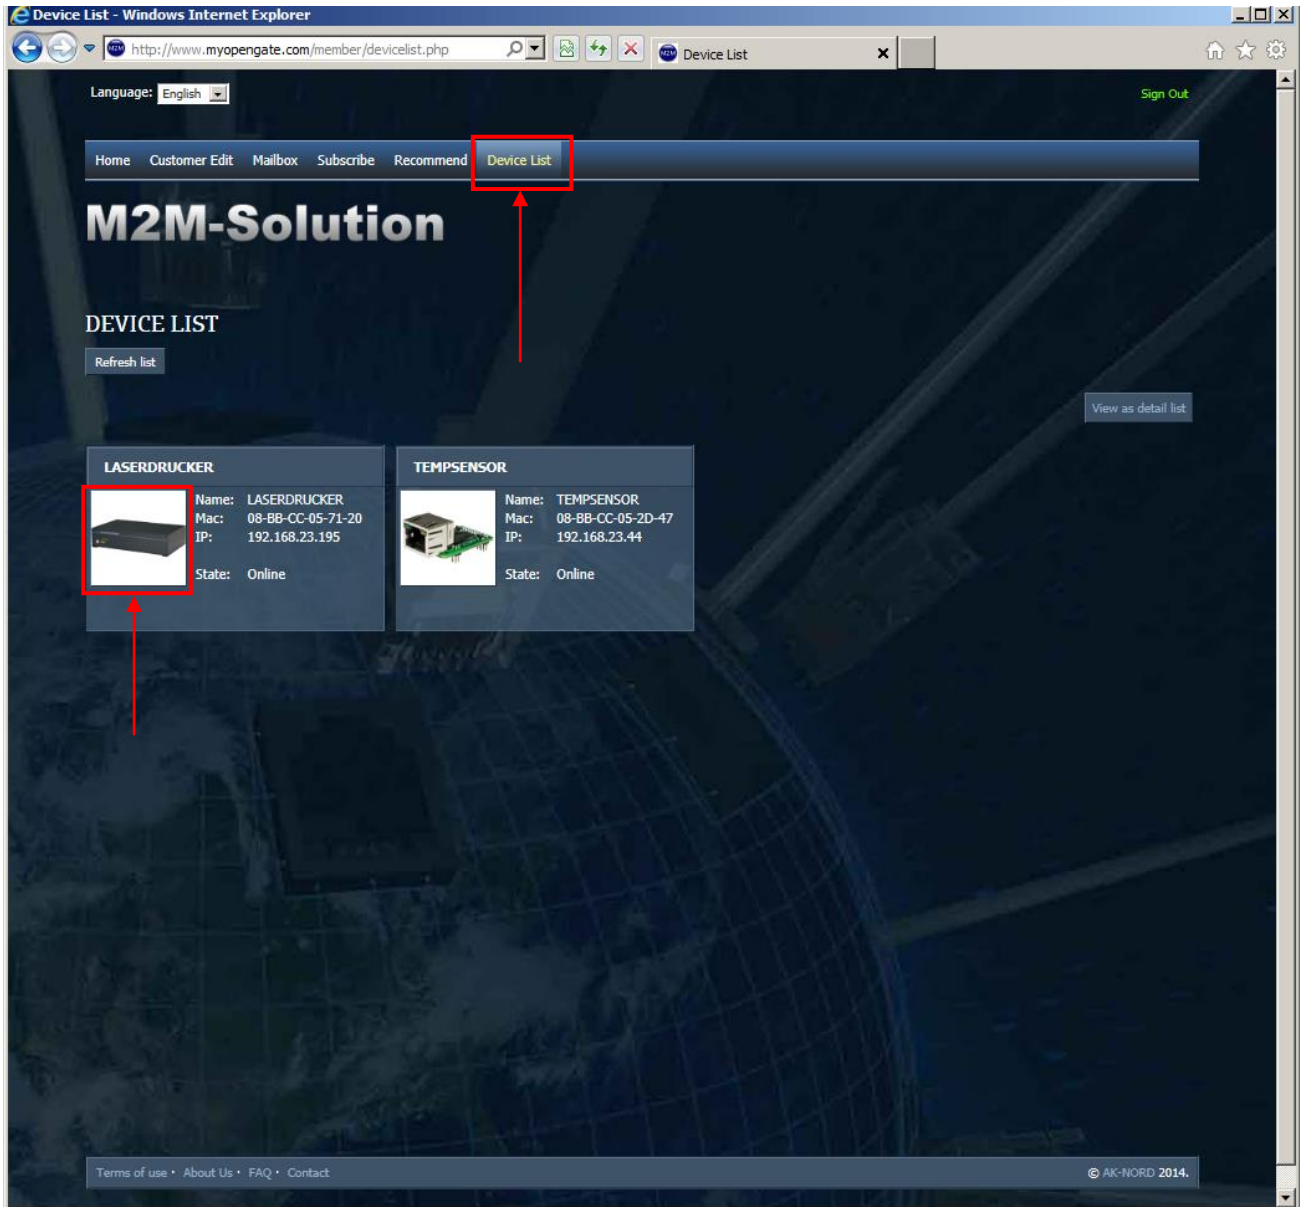 Device List - Windows Internet Explorer
http://www.myopengate.com/member/devicelist.php
M2M Device List
Language: English
Sign Out
Home Customer Edit Mailbox Subscribe Recommend Device List
M2M-Solution
DEVICE LIST
Refresh list
View as detail list
LASERDRUCKER
Name: LASERDRUCKER
Mac: 08-BB-CC-05-71-20
IP: 192.168.23.195
State: Online
TEMPSENSOR
Name: TEMPSENSOR
Mac: 08-BB-CC-05-2D-47
IP: 192.168.23.44
State: Online
Terms of use • About Us • FAQ • Contact
© AK-NORD 2014.